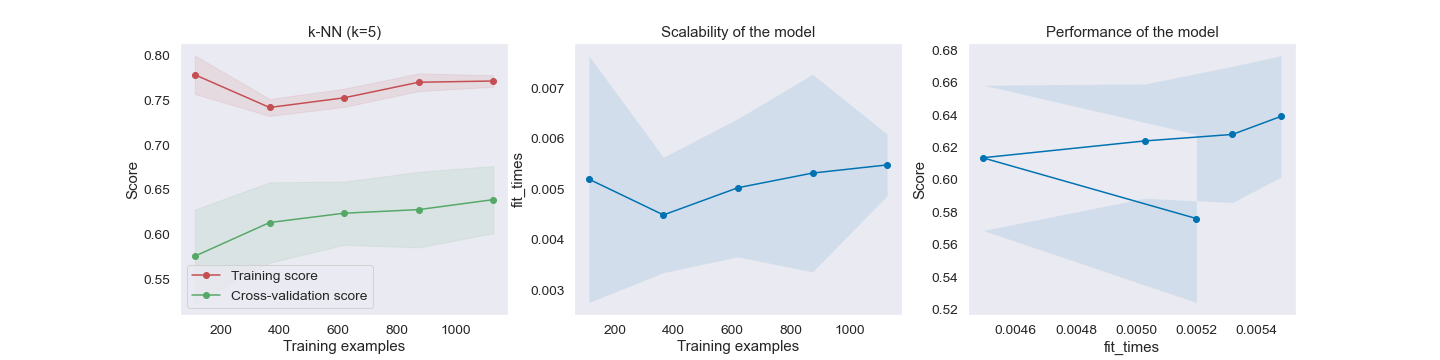 k-NN (k=5)
0.80
0.75
0.70
0.65
0.60
0.55
Score
Training score
Cross-validation score
200 400 600 800 1000
Training examples
Scalability of the model
0.007
0.006
0.005
0.004
0.003
fit_times
200 400 600 800 1000
Training examples
Performance of the model
0.68
0.66
0.64
0.62
0.60
0.58
0.56
0.54
0.52
Score
0.0046 0.0048 0.0050 0.0052 0.0054
fit_times